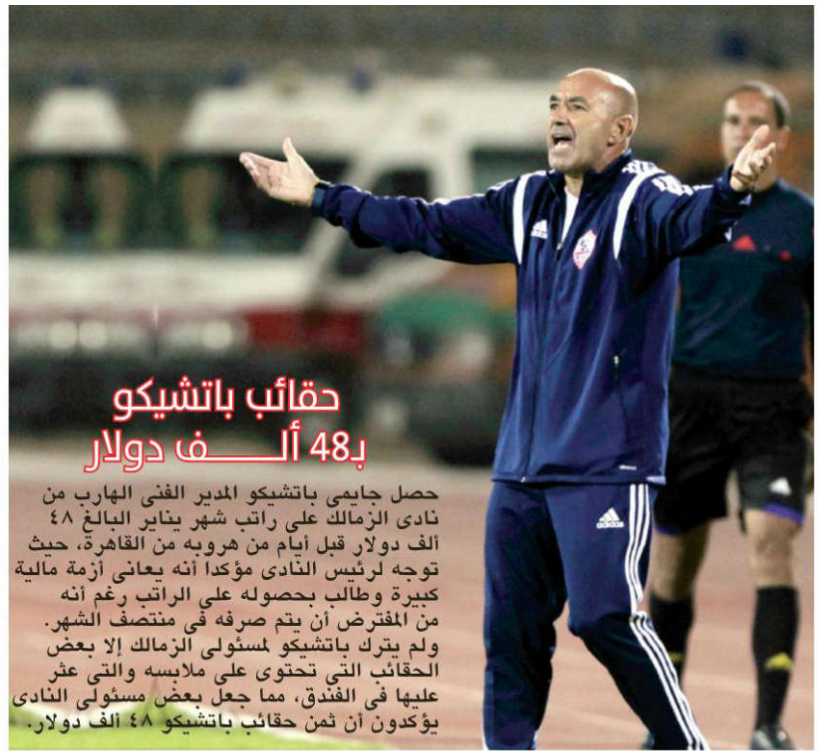 حقائب باتشيكو
بـ48 ألــــــف دولار
حصل جايمى باتشيكو المدير الفنى الهارب من
نادى الزمالك على راتب شهر يناير البالغ ٤٨
ألف دولار قبل أيام من هروبه من القاهرة، حيث
توجه لرئيس النادى مؤكدا أنه يعانى أزمة مالية
كبيرة وطالب بحصوله على الراتب رغم أنه
من المفترض أن يتم صرفه فى منتصف الشهر.
ولم يترك باتشيكو لمسئولى الزمالك إلا بعض
الحقائب التى تحتوى على ملابسه والتى عثر
عليها فى الفندق، مما جعل بعض مسئولى النادى
يؤكدون أن ثمن حقائب باتشيكو ٤٨ ألف دولار.
adidas